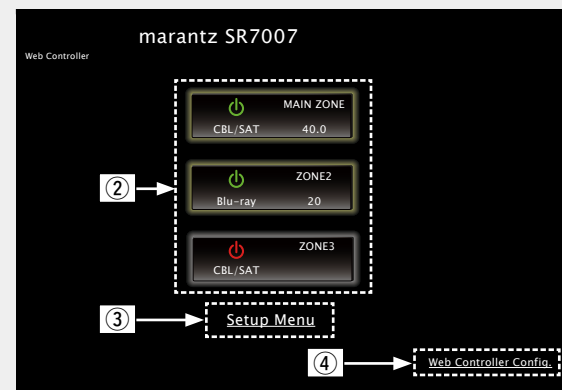 marantz SR7007
Web Controller
MAIN ZONE
CBL/SAT 40.0
② ZONE2
Blu-ray 20
ZONE3
CBL/SAT
③ Setup Menu
④ Web Controller Config.